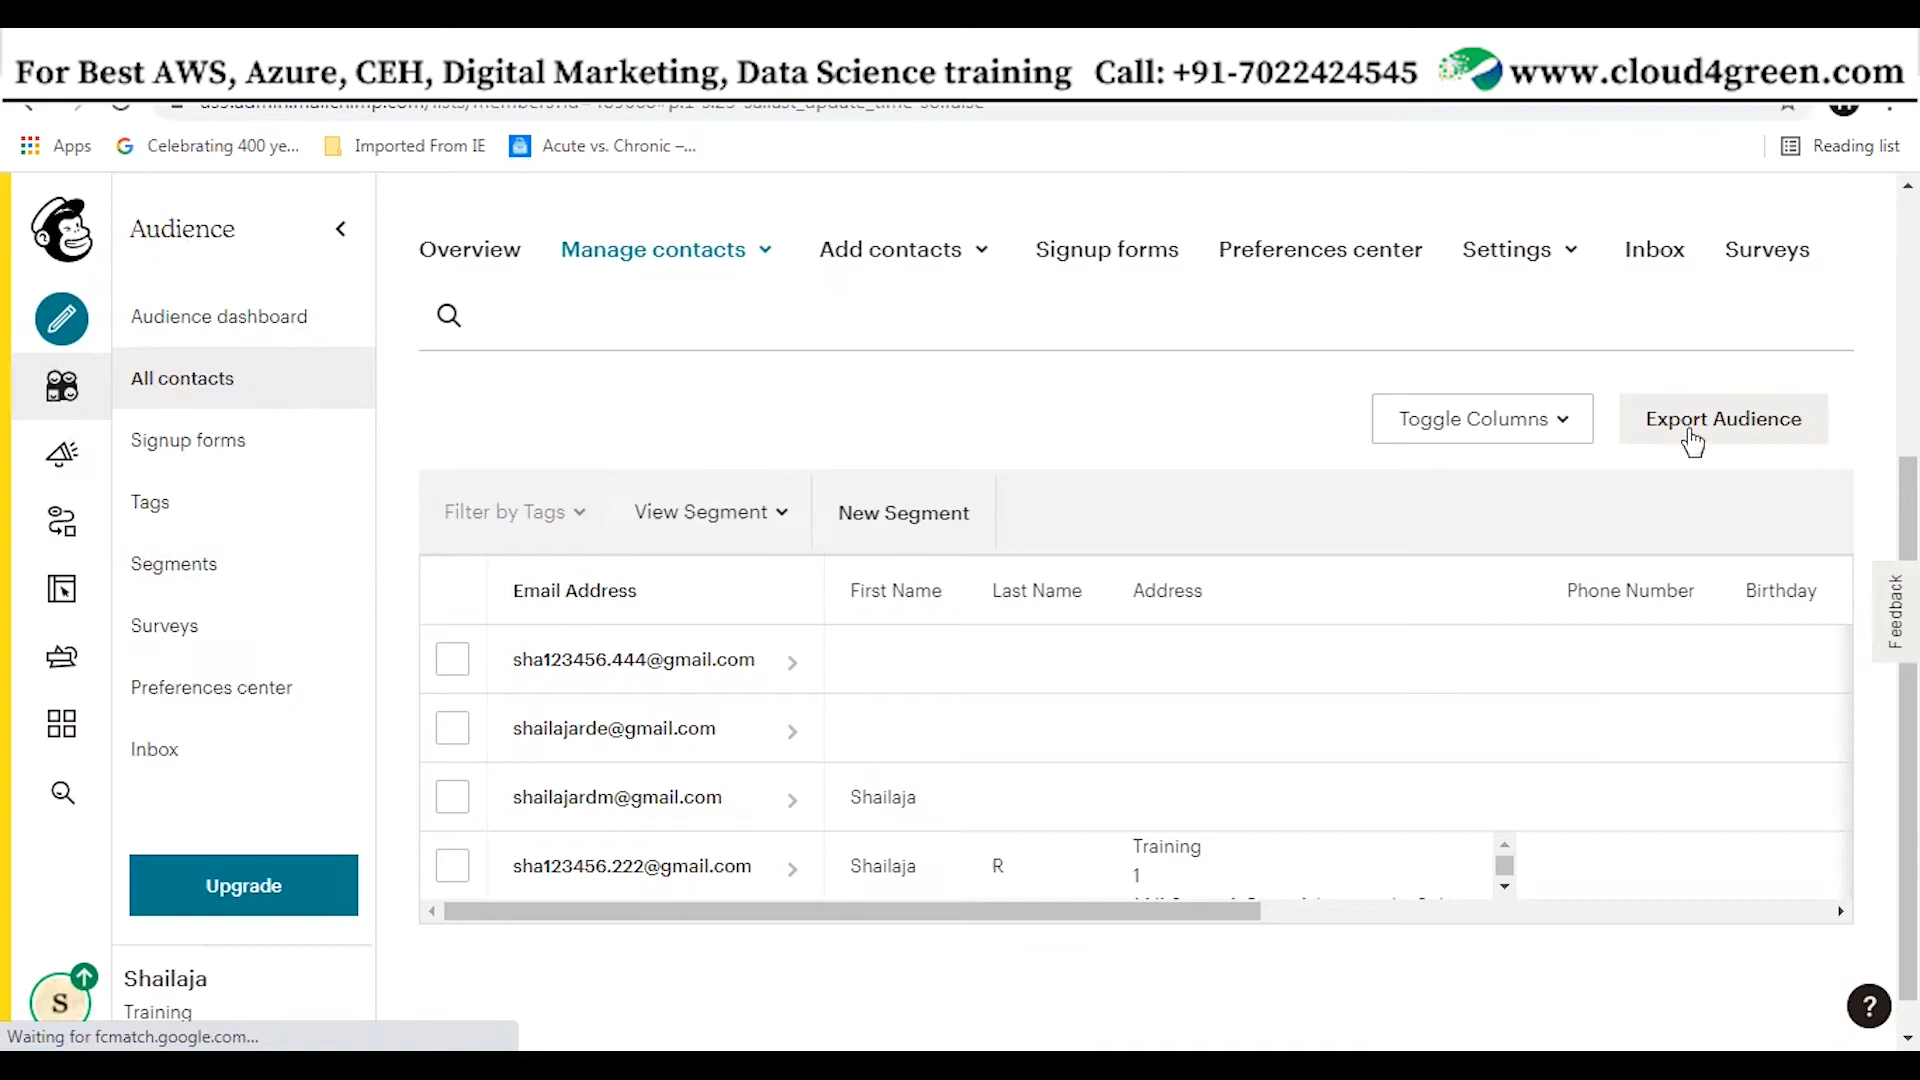 For Best AWS, Azure, CEH, Digital Marketing, Data Science training Call: +91-7022424545 www.cloud4green.com
Apps Celebrating 400 ye... Imported From IE Acute vs. Chronic –... Reading list
Audience
Overview Manage contacts Add contacts Signup forms Preferences center Settings Inbox Surveys
Audience dashboard
All contacts
Toggle Columns Export Audience
Signup forms
Tags
Filter by Tags View Segment New Segment
Segments
Email Address First Name Last Name Address Phone Number Birthday
Feedback
Surveys
sha123456.444@gmail.com
Preferences center
shailajarde@gmail.com
Inbox
shailajardm@gmail.com Shailaja
sha123456.222@gmail.com Shailaja R Training
1
Upgrade
Shailaja
S
Training
?
Waiting for fcmatch.google.com...